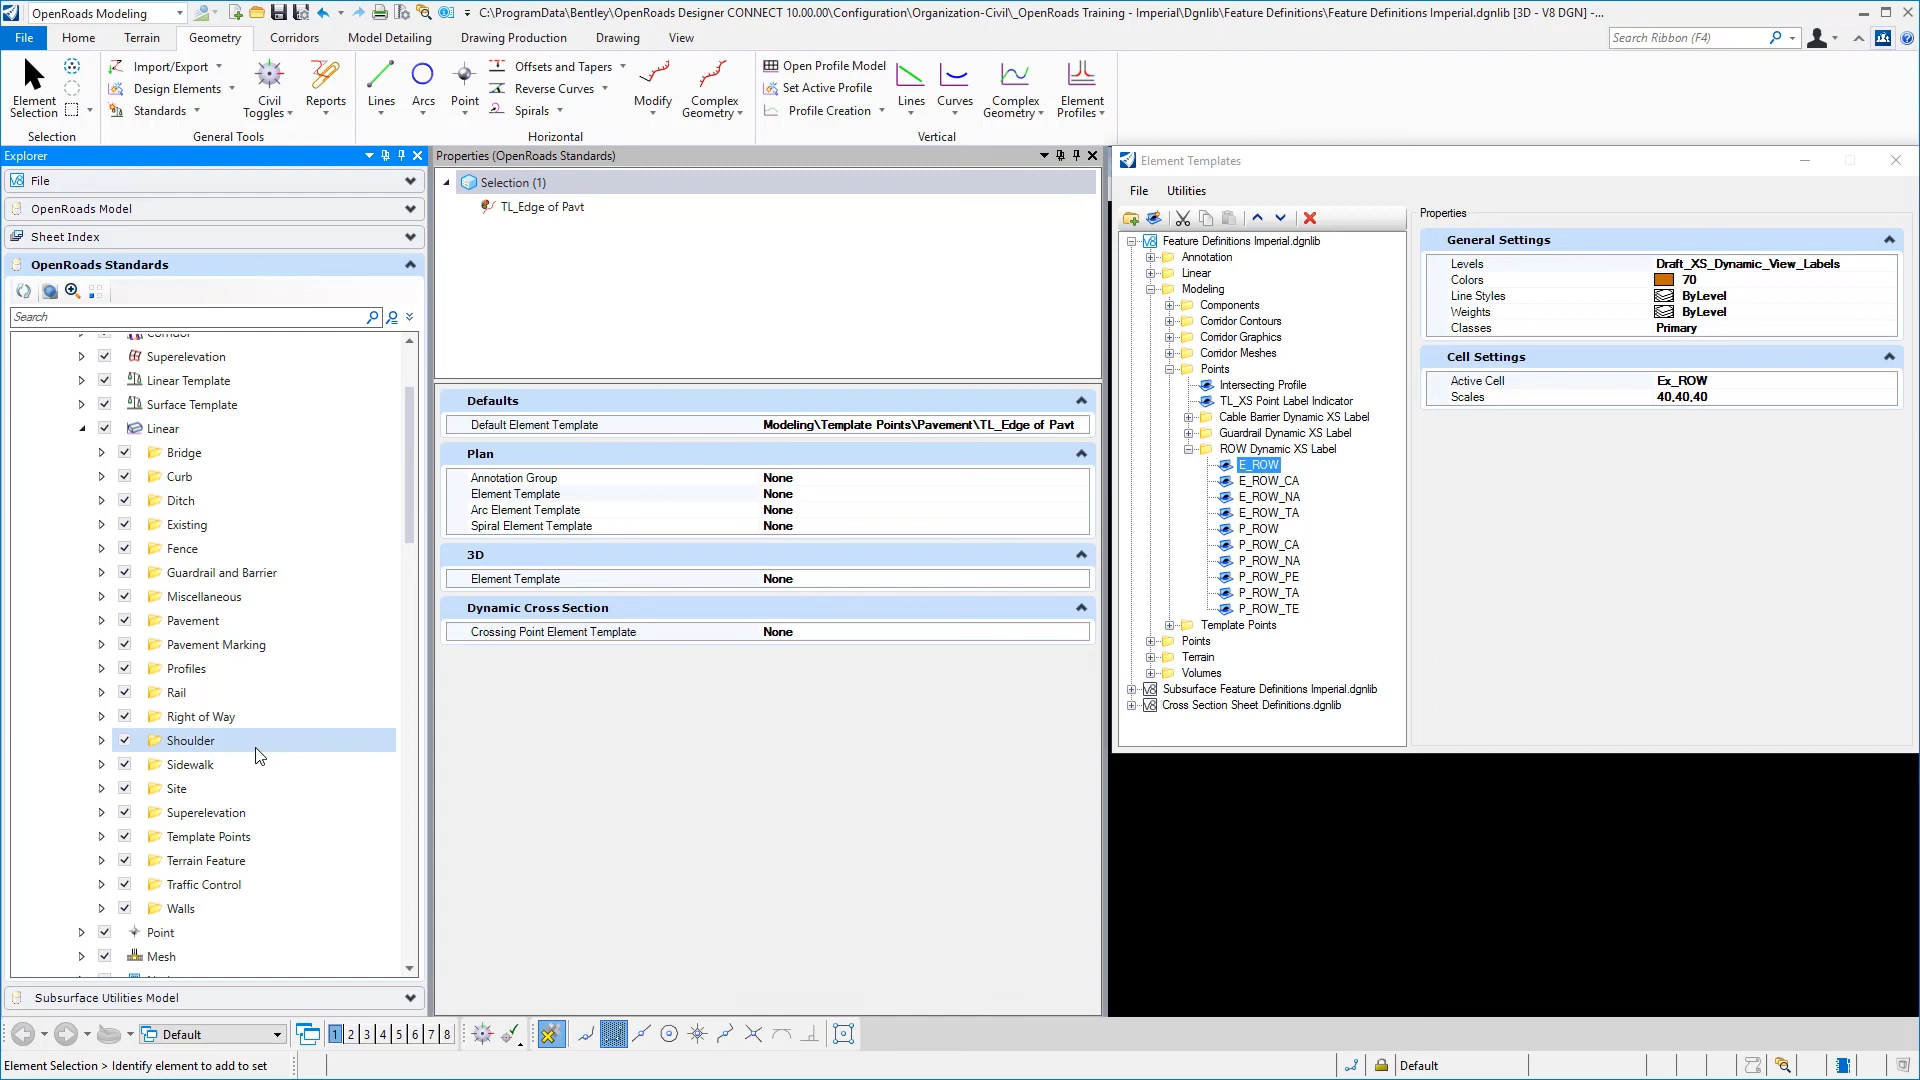 OpenRoads Modeling
C:\ProgramData\Bentley\OpenRoads Designer CONNECT 10.00.00\Configuration\Organization-Civil\_OpenRoads Training - Imperial\Dgnlib\Feature Definitions\Feature Definitions Imperial.dgnlib [3D - V8 DGN] -...
File Home Terrain Geometry Corridors Model Detailing Drawing Production Drawing View
Search Ribbon (F4)
Element Selection
Import/Export
Design Elements
Standards
Civil Toggles
Reports
Lines
Arcs
Point
Offsets and Tapers
Reverse Curves
Spirals
Modify
Complex Geometry
Open Profile Model
Set Active Profile
Profile Creation
Lines
Curves
Complex Geometry
Element Profiles
Selection
General Tools
Horizontal
Vertical
Explorer
File
OpenRoads Model
Sheet Index
OpenRoads Standards
Search
Corridor
Superelevation
Linear Template
Surface Template
Linear
Bridge
Curb
Ditch
Existing
Fence
Guardrail and Barrier
Miscellaneous
Pavement
Pavement Marking
Profiles
Rail
Right of Way
Shoulder
Sidewalk
Site
Superelevation
Template Points
Terrain Feature
Traffic Control
Walls
Point
Mesh
Subsurface Utilities Model
Properties (OpenRoads Standards)
Selection (1)
TL_Edge of Pavt
Defaults
Default Element Template Modeling\Template Points\Pavement\TL_Edge of Pavt
Plan
Annotation Group None
Element Template None
Arc Element Template None
Spiral Element Template None
3D
Element Template None
Dynamic Cross Section
Crossing Point Element Template None
Element Templates
File Utilities
Feature Definitions Imperial.dgnlib
Annotation
Linear
Modeling
Components
Corridor Contours
Corridor Graphics
Corridor Meshes
Points
Intersecting Profile
TL_XS Point Label Indicator
Cable Barrier Dynamic XS Label
Guardrail Dynamic XS Label
ROW Dynamic XS Label
E_ROW
E_ROW_CA
E_ROW_NA
E_ROW_TA
P_ROW
P_ROW_CA
P_ROW_NA
P_ROW_PE
P_ROW_TA
P_ROW_TE
Template Points
Points
Terrain
Volumes
Subsurface Feature Definitions Imperial.dgnlib
Cross Section Sheet Definitions.dgnlib
Properties
General Settings
Levels Draft_XS_Dynamic_View_Labels
Colors 70
Line Styles ByLevel
Weights ByLevel
Classes Primary
Cell Settings
Active Cell Ex_ROW
Scales 40,40,40
Default
1 2 3 4 5 6 7 8
Element Selection > Identify element to add to set
Default